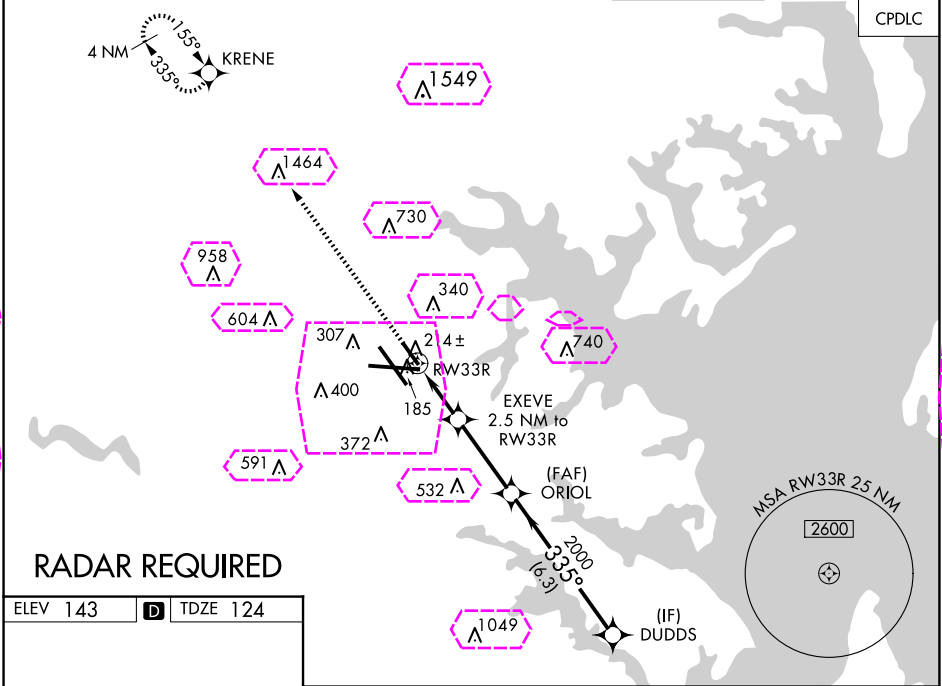 CPDLC
4 NM
155°
335°
KRENE
1549
1464
730
958
340
604
307
214±
740
RW33R
400
185
EXEVE
2.5 NM to
RW33R
372
591
532
(FAF)
ORIOL
MSA RW33R 25 NM
2600
2000
335°
(6.3)
RADAR REQUIRED
ELEV 143 D TDZE 124
1049
(IF)
DUDDS